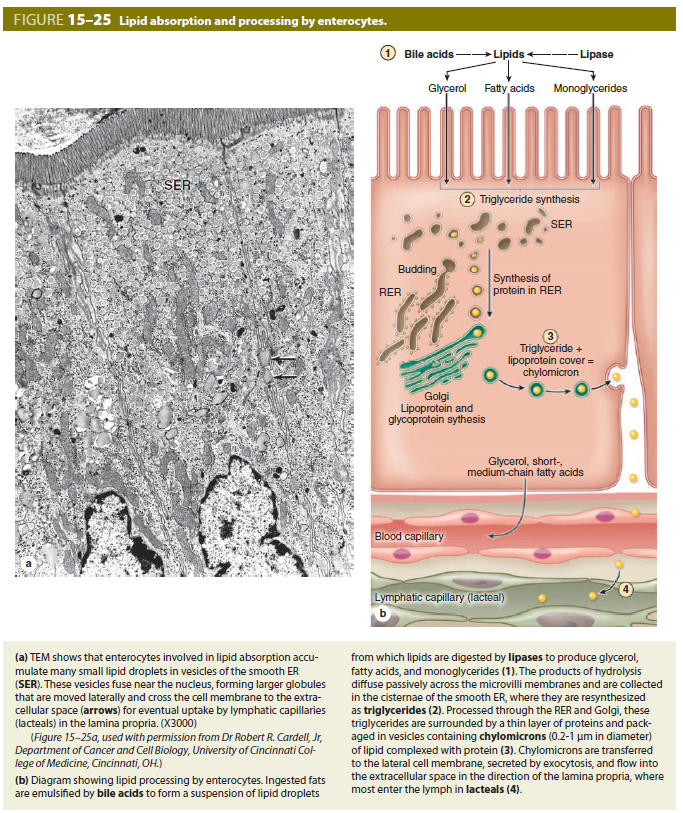 FIGURE 15–25 Lipid absorption and processing by enterocytes.
1 Bile acids Lipids Lipase
Glycerol Fatty acids Monoglycerides
SER
2 Triglyceride synthesis
SER
Budding
RER
Synthesis of
protein in RER
3
Triglyceride +
lipoprotein cover =
chylomicron
Golgi
Lipoprotein and
glycoprotein sythesis
Glycerol, short-,
medium-chain fatty acids
Blood capillary
Lymphatic capillary (lacteal)
4
a
b
(a) TEM shows that enterocytes involved in lipid absorption accu-
mulate many small lipid droplets in vesicles of the smooth ER
(SER). These vesicles fuse near the nucleus, forming larger globules
that are moved laterally and cross the cell membrane to the extra-
cellular space (arrows) for eventual uptake by lymphatic capillaries
(lacteals) in the lamina propria. (X3000)
(Figure 15–25a, used with permission from Dr Robert R. Cardell, Jr,
Department of Cancer and Cell Biology, University of Cincinnati Col-
lege of Medicine, Cincinnati, OH.)
(b) Diagram showing lipid processing by enterocytes. Ingested fats
are emulsified by bile acids to form a suspension of lipid droplets
from which lipids are digested by lipases to produce glycerol,
fatty acids, and monoglycerides (1). The products of hydrolysis
diffuse passively across the microvilli membranes and are collected
in the cisternae of the smooth ER, where they are resynthesized
as triglycerides (2). Processed through the RER and Golgi, these
triglycerides are surrounded by a thin layer of proteins and pack-
aged in vesicles containing chylomicrons (0.2-1 μm in diameter)
of lipid complexed with protein (3). Chylomicrons are transferred
to the lateral cell membrane, secreted by exocytosis, and flow into
the extracellular space in the direction of the lamina propria, where
most enter the lymph in lacteals (4).